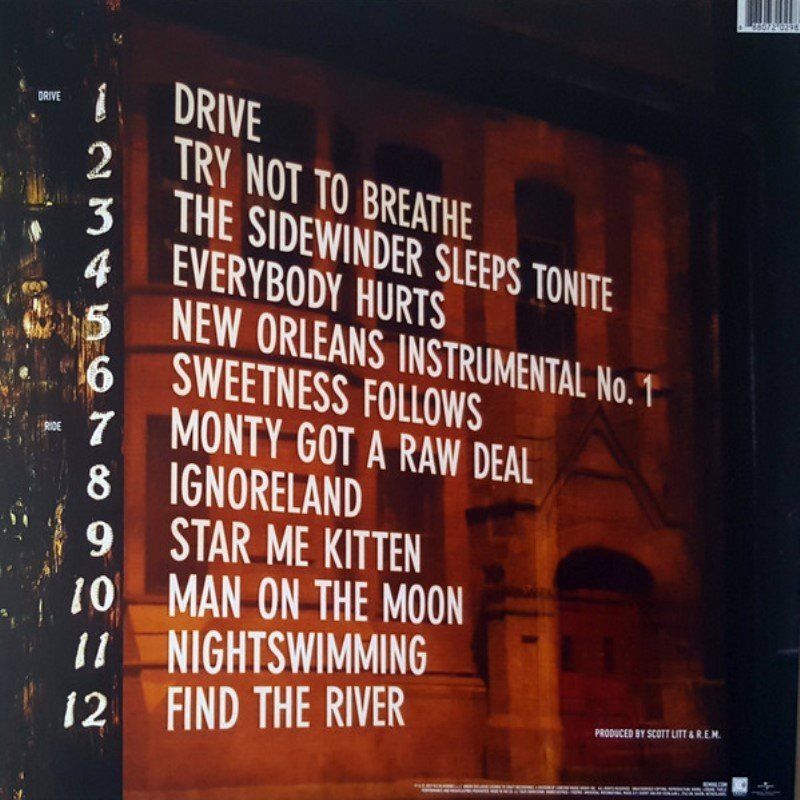 DRIVE
1 DRIVE
2 TRY NOT TO BREATHE
3 THE SIDEWINDER SLEEPS TONITE
4 EVERYBODY HURTS
5 NEW ORLEANS INSTRUMENTAL No. 1
6 SWEETNESS FOLLOWS
RIDE
7 MONTY GOT A RAW DEAL
8 IGNORELAND
9 STAR ME KITTEN
10 MAN ON THE MOON
11 NIGHTSWIMMING
12 FIND THE RIVER
PRODUCED BY SCOTT LITT & R.E.M.
REMHQ.COM